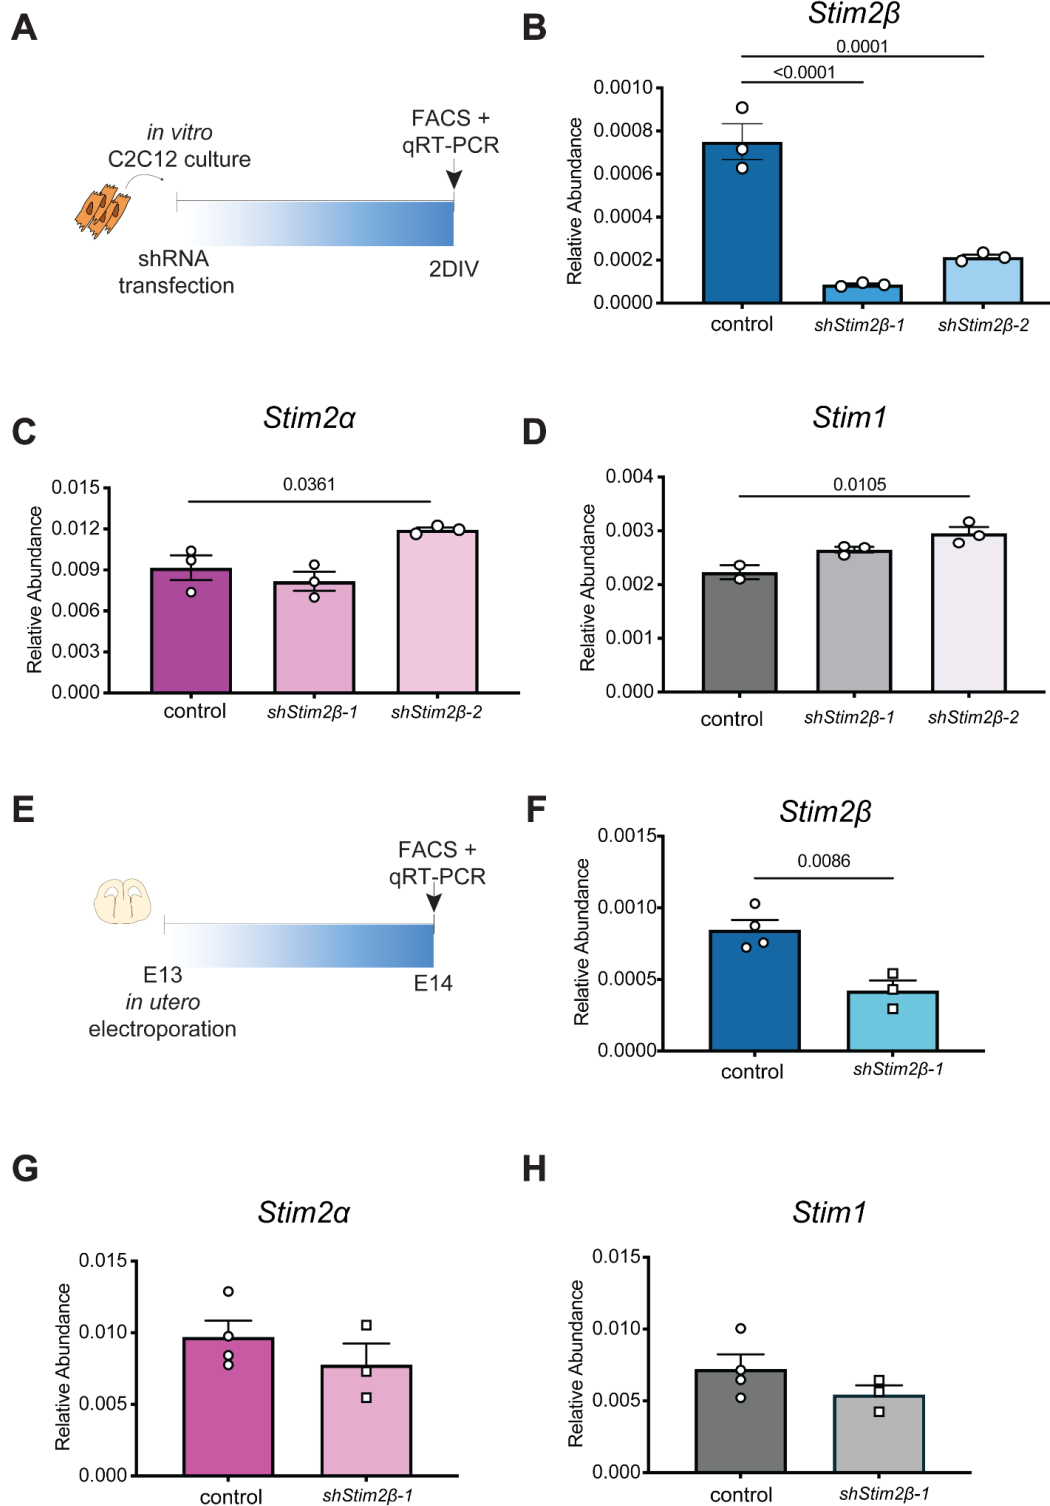 A
in vitro
C2C12 culture
FACS +
qRT-PCR
shRNA
transfection
2DIV
B
Stim2β
0.0001
<0.0001
Relative Abundance
0.0010
0.0008
0.0006
0.0004
0.0002
0.0000
control
shStim2β-1
shStim2β-2
C
Stim2α
0.0361
Relative Abundance
0.015
0.012
0.009
0.006
0.003
0.000
control
shStim2β-1
shStim2β-2
D
Stim1
0.0105
Relative Abundance
0.004
0.003
0.002
0.001
0.000
control
shStim2β-1
shStim2β-2
E
FACS +
qRT-PCR
E13
in utero
electroporation
E14
F
Stim2β
0.0086
Relative Abundance
0.0015
0.0010
0.0005
0.0000
control
shStim2β-1
G
Stim2α
Relative Abundance
0.015
0.010
0.005
0.000
control
shStim2β-1
H
Stim1
Relative Abundance
0.015
0.010
0.005
0.000
control
shStim2β-1